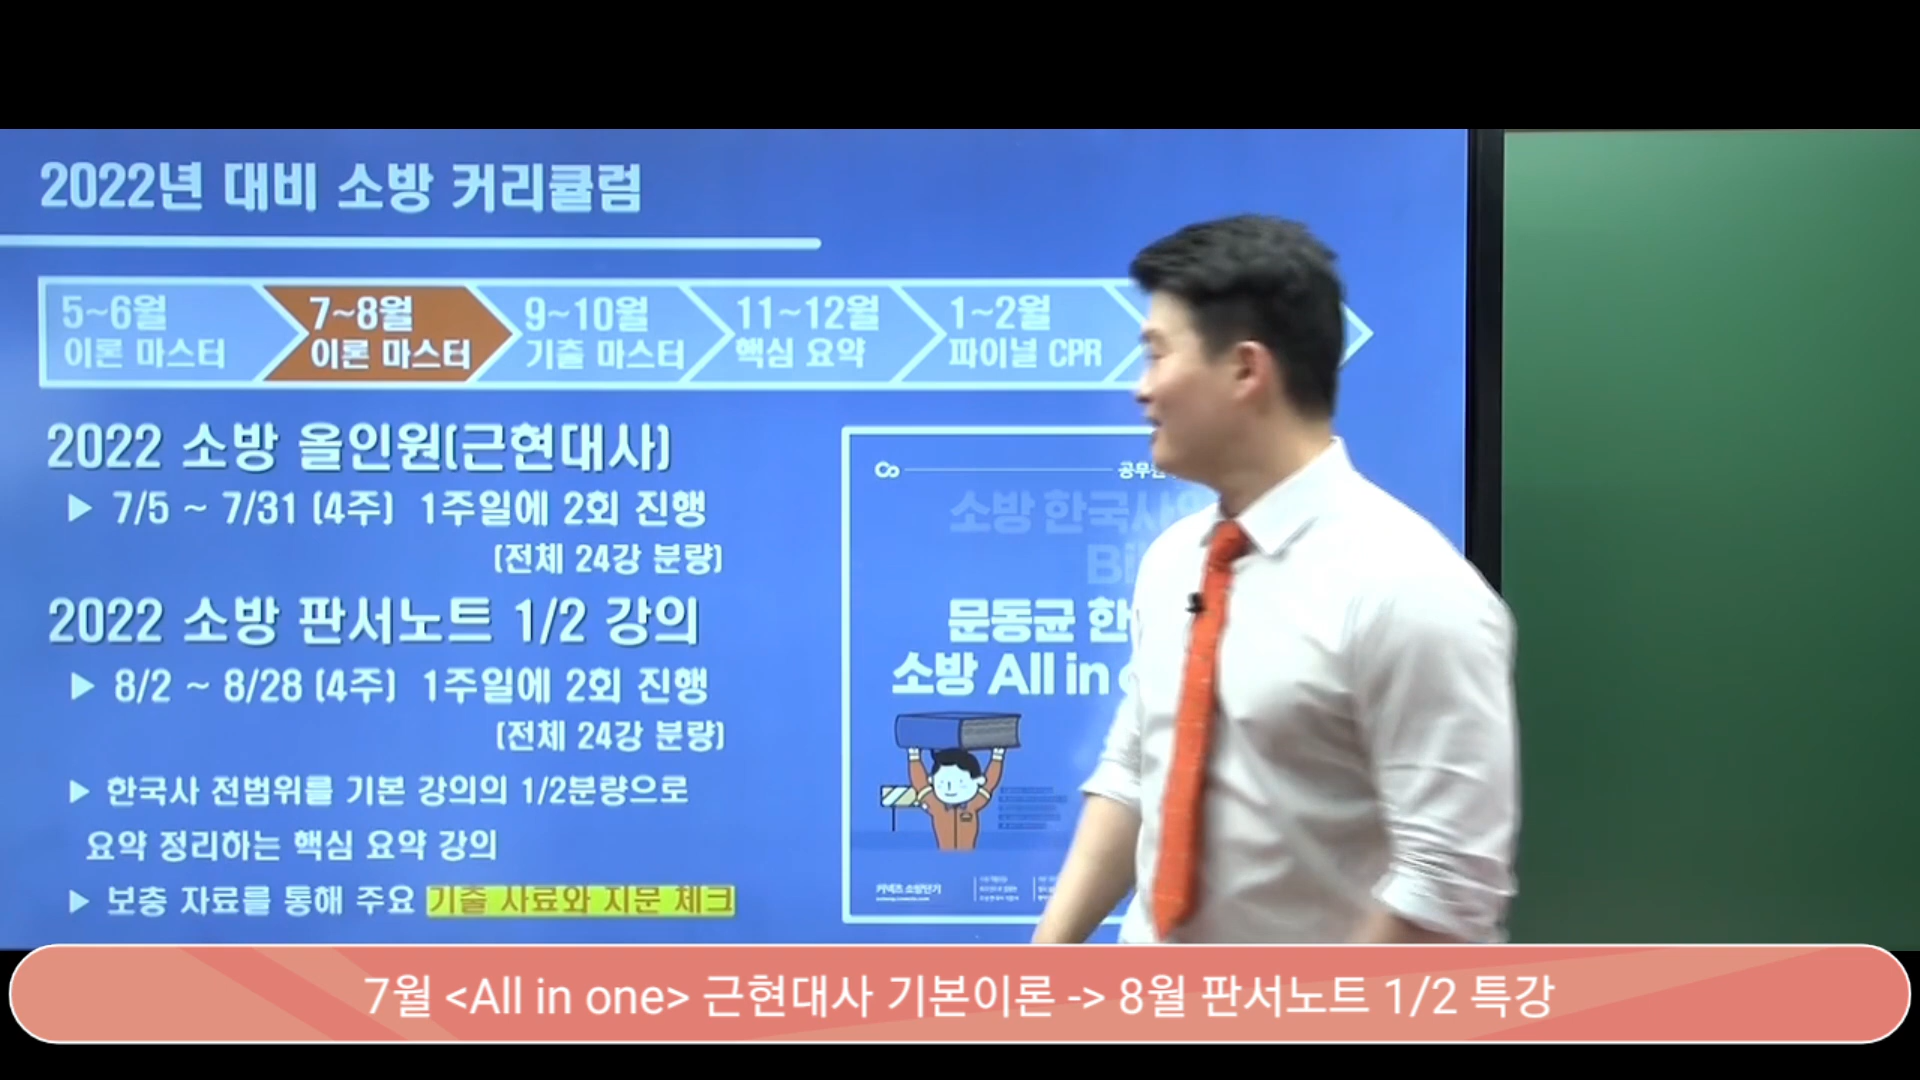 2022년 대비 소방 커리큘럼
5~6월
이론 마스터
7~8월
이론 마스터
9~10월
기출 마스터
11~12월
핵심 요약
1~2월
파이널 CPR
2022 소방 올인원(근현대사)
▶ 7/5 ~ 7/31 (4주) 1주일에 2회 진행
(전체 24강 분량)
2022 소방 판서노트 1/2 강의
▶ 8/2 ~ 8/28 (4주) 1주일에 2회 진행
(전체 24강 분량)
▶ 한국사 전범위를 기본 강의의 1/2분량으로
요약 정리하는 핵심 요약 강의
▶ 보충 자료를 통해 주요 기출 사료와 지문 체크
소방 한국사의
문동균 한
소방 All in
커넥츠 소방단기
7월 <All in one> 근현대사 기본이론 -> 8월 판서노트 1/2 특강